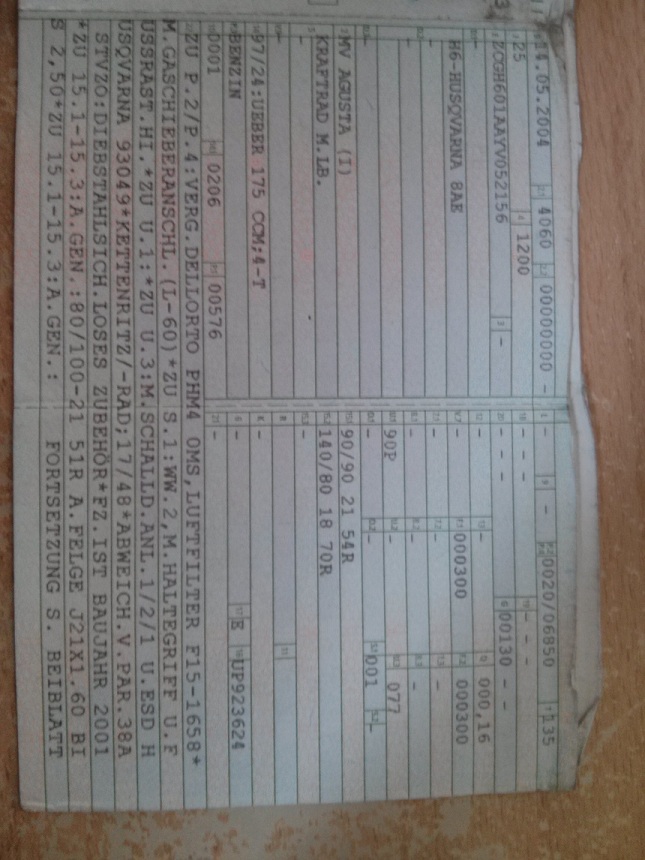 14.05.2004 4060 00000000 - - - 0020/06850 135
25 1200 - - - -
ZCGH601AAYV052156 - - - - 00130 - -
- - - 000,16
H6-HUSQVARNA 8AE - 000300 000300
- - - -
- 90P - 077
- - - 001 -
MV AGUSTA (I) 90/90 21 54R
KRAFTRAD M.LB. 140/80 18 70R
- -
97/24:UEBER 175 CCM;4-T -
BENZIN - E UP923624
0001 0206 00576 -
ZU P.2/P.4:VERG.DELLORTO PHM4 0MS,LUFTFILTER F15-1658*
M.GASCHIEBERANSCHL.(L-60)*ZU S.1:WW.2,M.HALTEGRIFF U.F
USSRAST.HI.*ZU U.1:*ZU U.3:M.SCHALLD.ANL.1/2/1 U.ESD H
USQVARNA 93049*KETTENRITZ/-RAD;17/48*ABWEICH.V.PAR.38A
STVZO:DIEBSTAHLSICH.LOSES ZUBEHÖR*FZ.IST BAUJAHR 2001
*ZU 15.1-15.3:A.GEN.:80/100-21 51R A.FELGE J21X1.60 BI
S 2,50*ZU 15.1-15.3:A.GEN.: FORTSETZUNG S. BEIBLATT